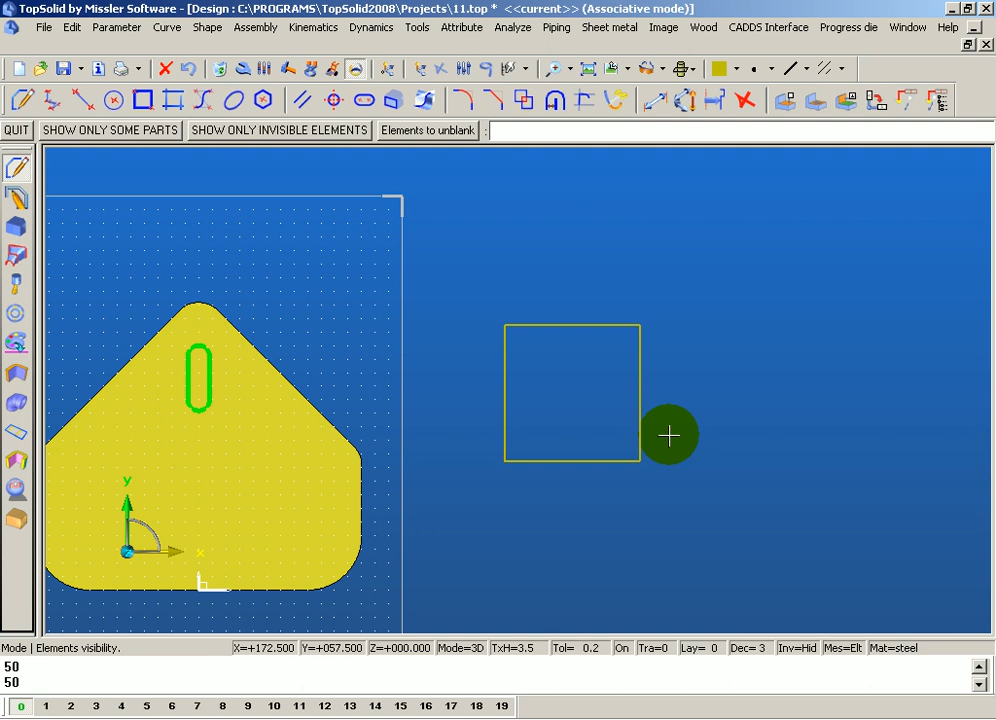 TopSolid by Missler Software - [Design : C:\PROGRAMS\TopSolid2008\Projects\11.top * <<current>> (Associative mode)]
File Edit Parameter Curve Shape Assembly Kinematics Dynamics Tools Attribute Analyze Piping Sheet metal Image Wood CADDS Interface Progress die Window Help
QUIT SHOW ONLY SOME PARTS SHOW ONLY INVISIBLE ELEMENTS Elements to unblank :
y
x
Mode | Elements visibility. X=+172.500 Y=+057.500 Z=+000.000 Mode=3D TxH=3.5 Tol= 0.2 On Tra=0 Lay= 0 Dec= 3 Inv=Hid Mes=Elt Mat=steel
50
50
0 1 2 3 4 5 6 7 8 9 10 11 12 13 14 15 16 17 18 19